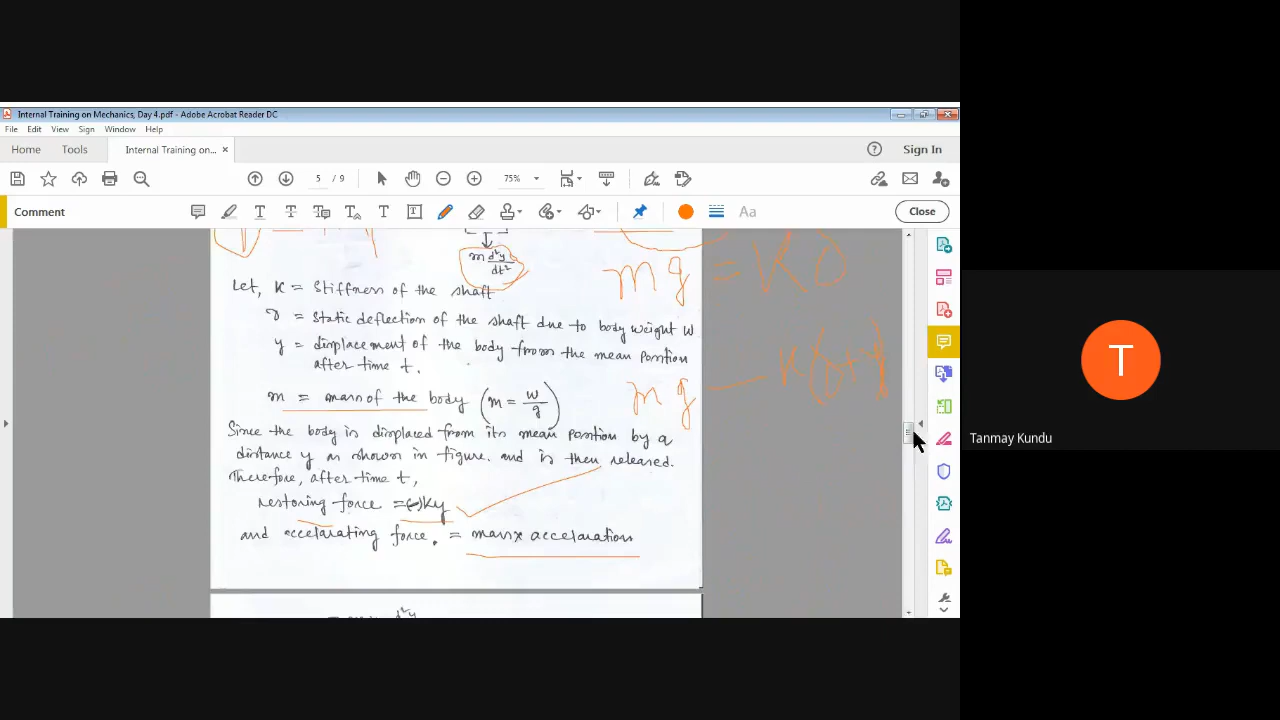 Internal Training on Mechanics, Day 4.pdf - Adobe Acrobat Reader DC
File Edit View Sign Window Help
Home Tools Internal Training on... × Sign In
5 / 9 75%
Comment Aa Close
m d²y/dt²
mg = Kδ
Let, K = Stiffness of the shaft
δ = Static deflection of the shaft due to body weight W
y = displacement of the body from the mean position
after time t.
mg — K(δ+y)
m = mass of the body (m = W/g)
Since the body is displaced from its mean position by a
distance y as shown in figure. and is then released.
Therefore, after time t,
restoring force = (-)Ky
and accelarating force. = mass x accelaration
d²y
T
Tanmay Kundu